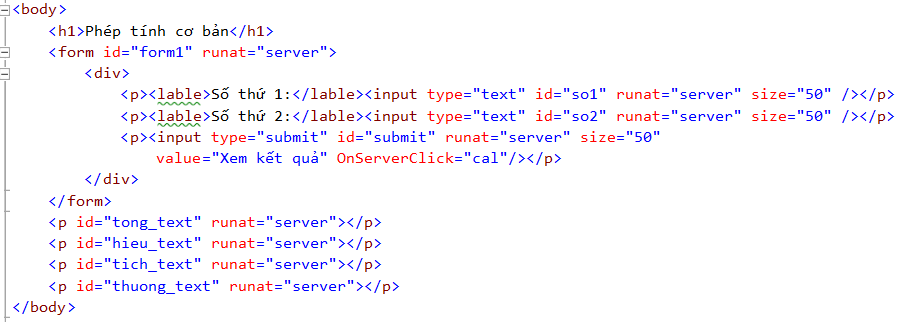 <body>
<h1>Phép tính cơ bản</h1>
<form id="form1" runat="server">
<div>
<p><lable>Số thứ 1:</lable><input type="text" id="so1" runat="server" size="50" /></p>
<p><lable>Số thứ 2:</lable><input type="text" id="so2" runat="server" size="50" /></p>
<p><input type="submit" id="submit" runat="server" size="50"
value="Xem kết quả" OnServerClick="cal"/></p>
</div>
</form>
<p id="tong_text" runat="server"></p>
<p id="hieu_text" runat="server"></p>
<p id="tich_text" runat="server"></p>
<p id="thuong_text" runat="server"></p>
</body>